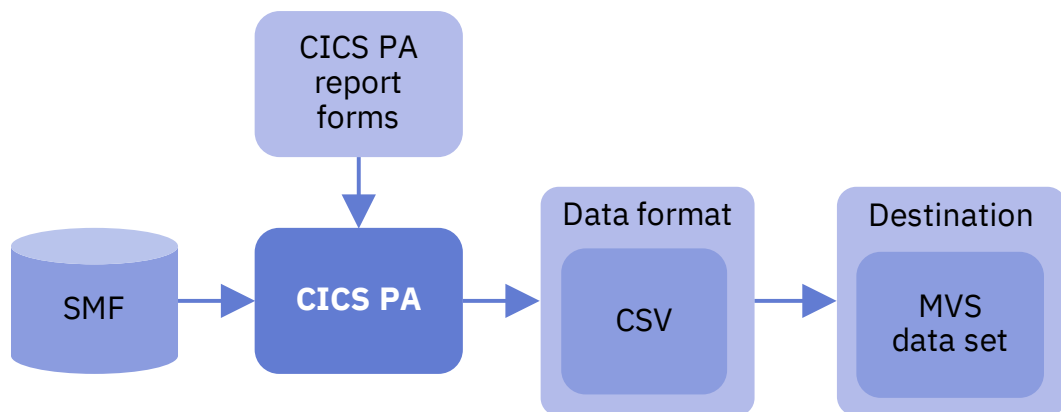 CICS PA
report
forms
SMF
CICS PA
Data format
CSV
Destination
MVS
data set